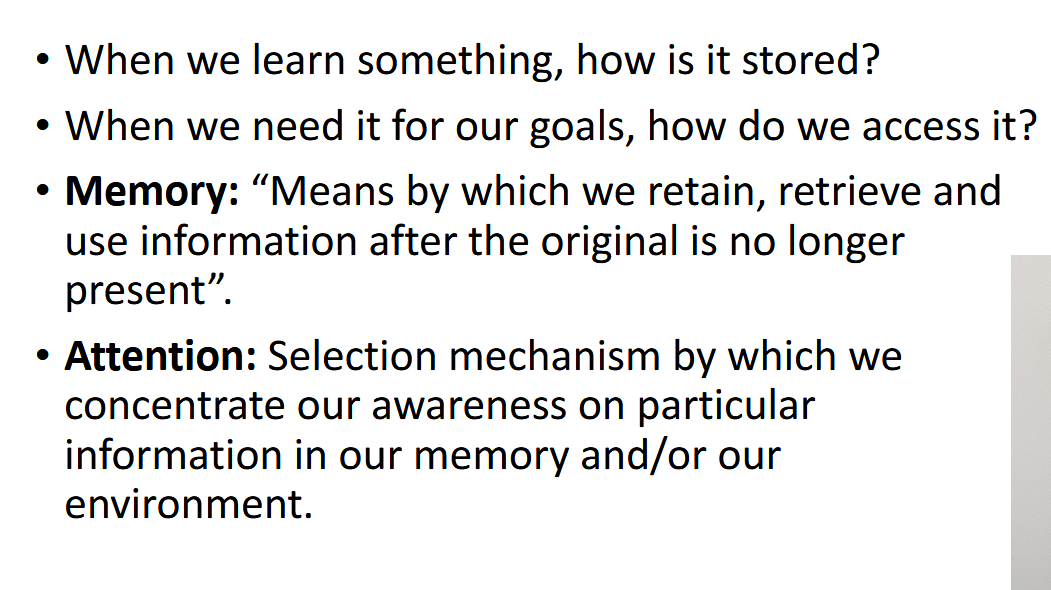 • When we learn something, how is it stored?
• When we need it for our goals, how do we access it?
• Memory: “Means by which we retain, retrieve and
use information after the original is no longer
present”.
• Attention: Selection mechanism by which we
concentrate our awareness on particular
information in our memory and/or our
environment.